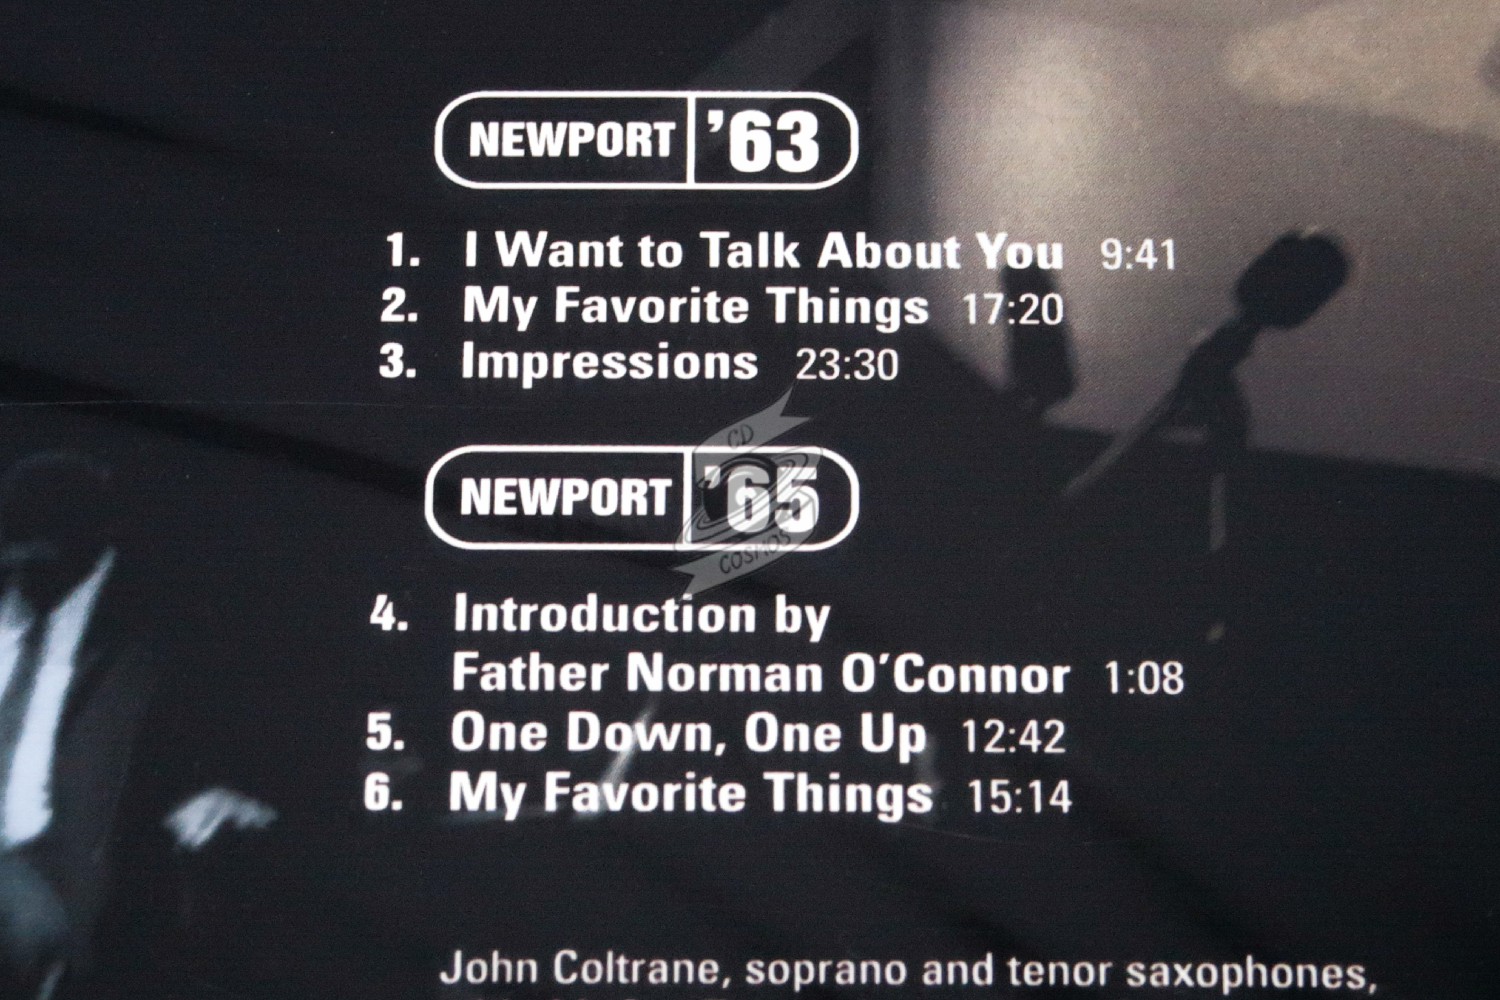 NEWPORT ’63
1. I Want to Talk About You 9:41
2. My Favorite Things 17:20
3. Impressions 23:30
NEWPORT ’65
CD
COSMOS
4. Introduction by
Father Norman O’Connor 1:08
5. One Down, One Up 12:42
6. My Favorite Things 15:14
John Coltrane, soprano and tenor saxophones,